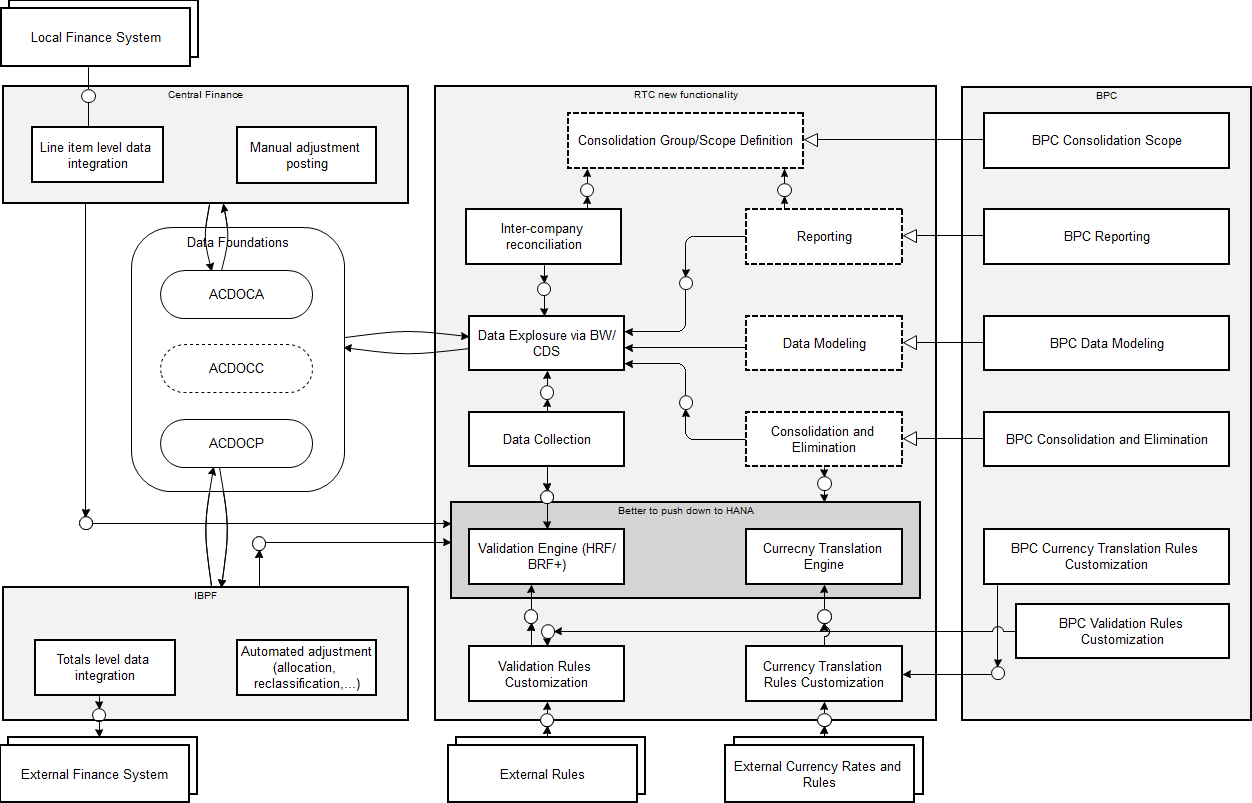 Local Finance System
Central Finance
Line item level data
integration
Manual adjustment
posting
Data Foundations
ACDOCA
ACDOCC
ACDOCP
IBPF
Totals level data
integration
Automated adjustment
(allocation,
reclassification,...)
External Finance System
RTC new functionality
Consolidation Group/Scope Definition
Inter-company
reconciliation
Reporting
Data Explosure via BW/
CDS
Data Modeling
Data Collection
Consolidation and
Elimination
Better to push down to HANA
Validation Engine (HRF/
BRF+)
Currecny Translation
Engine
Validation Rules
Customization
Currency Translation
Rules Customization
External Rules
External Currency Rates and
Rules
BPC
BPC Consolidation Scope
BPC Reporting
BPC Data Modeling
BPC Consolidation and Elimination
BPC Currency Translation Rules
Customization
BPC Validation Rules
Customization